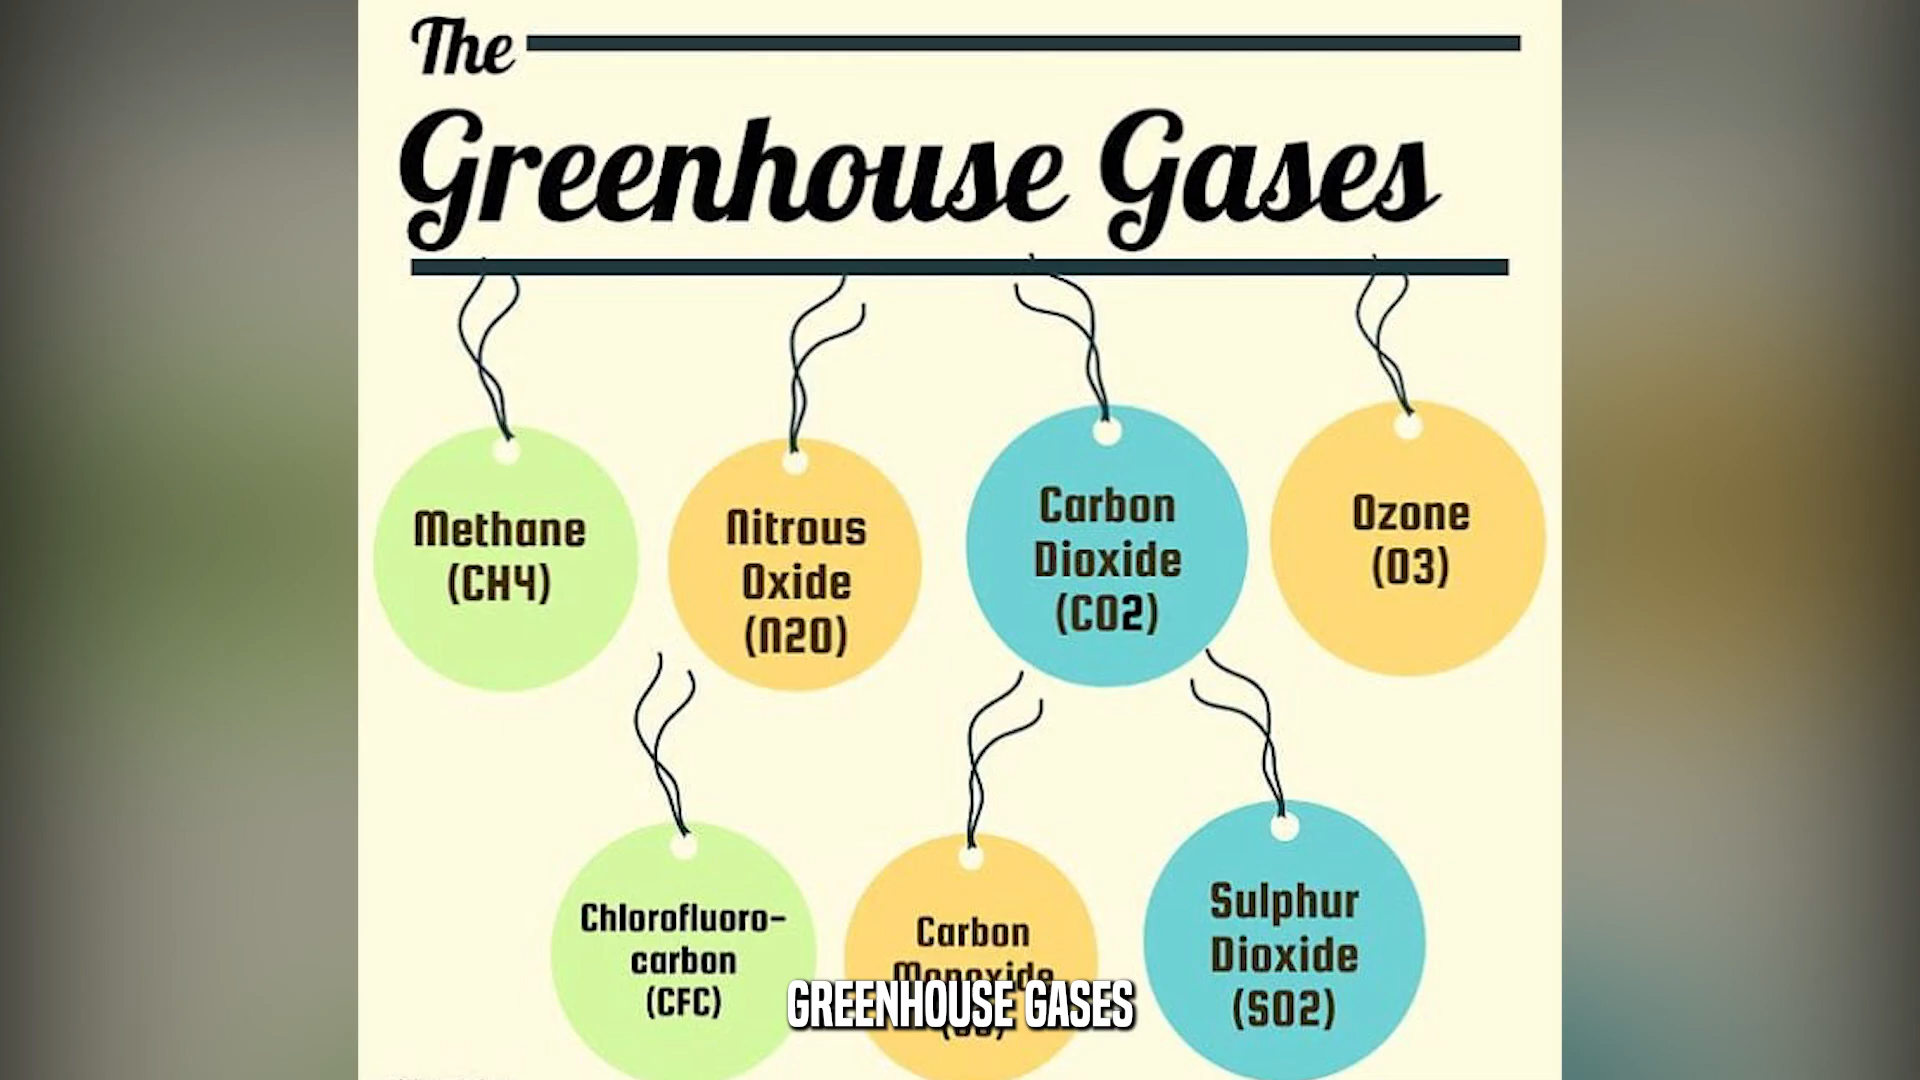 The
Greenhouse Gases
Methane
(CH4)
Nitrous
Oxide
(N2O)
Carbon
Dioxide
(CO2)
Ozone
(O3)
Chlorofluoro-
carbon
(CFC)
Carbon
Monoxide
Sulphur
Dioxide
(SO2)
GREENHOUSE GASES